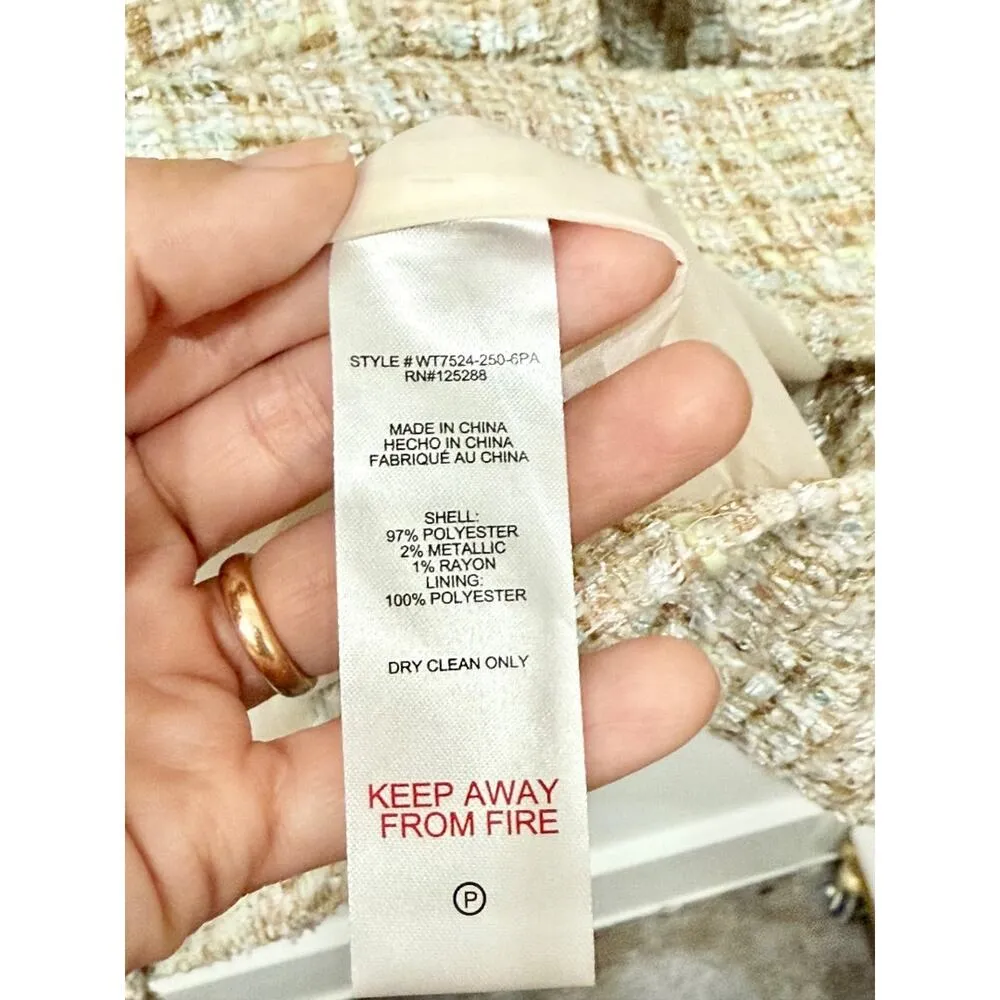 STYLE # WT7524-250-6PA
RN#125288
MADE IN CHINA
HECHO IN CHINA
FABRIQUÉ AU CHINA
SHELL:
97% POLYESTER
2% METALLIC
1% RAYON
LINING:
100% POLYESTER
DRY CLEAN ONLY
KEEP AWAY
FROM FIRE
P